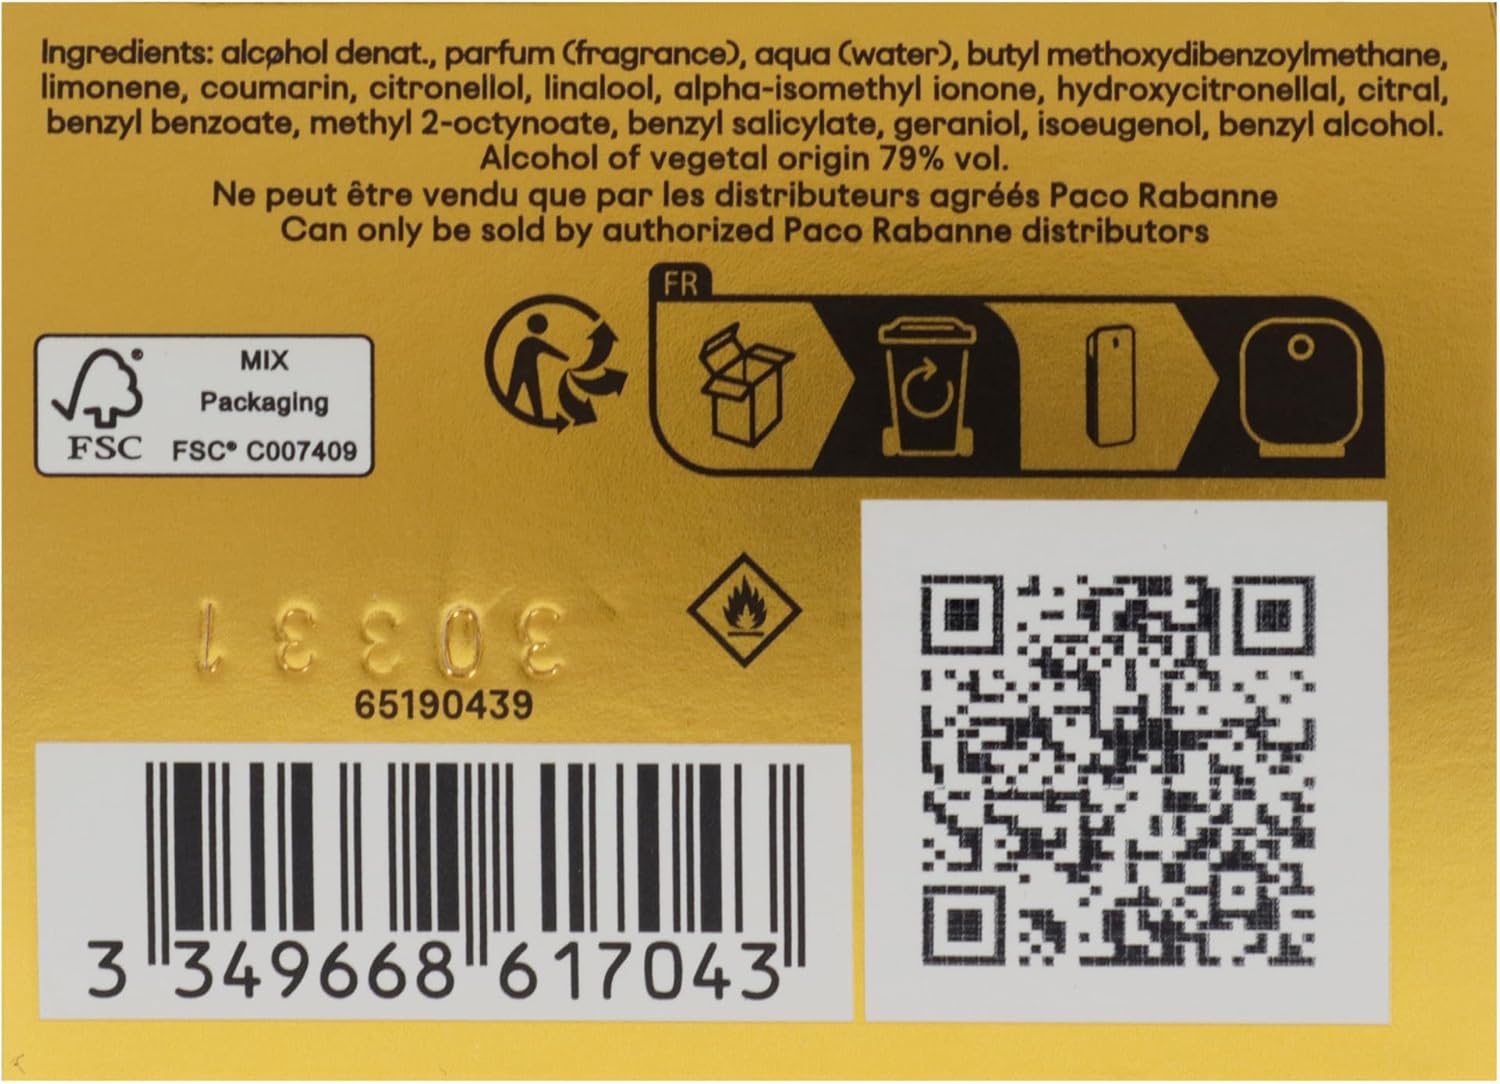 Ingredients: alcøhol denat., parfum (fragrance), aqua (water), butyl methoxydibenzoylmethane,
limonene, coumarin, citronellol, linalool, alpha-isomethyl ionone, hydroxycitronellal, citral,
benzyl benzoate, methyl 2-octynoate, benzyl salicylate, geraniol, isoeugenol, benzyl alcohol.
Alcohol of vegetal origin 79% vol.
Ne peut être vendu que par les distributeurs agréés Paco Rabanne
Can only be sold by authorized Paco Rabanne distributors
FR
®
FSC
MIX
Packaging
FSC® C007409
65190439
3 349668 617043